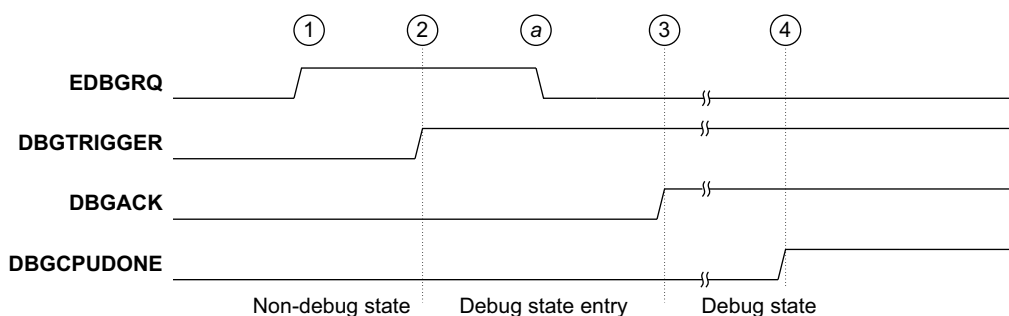 1 2 a 3 4
EDBGRQ
DBGTRIGGER
DBGACK
DBGCPUDONE
Non-debug state Debug state entry Debug state